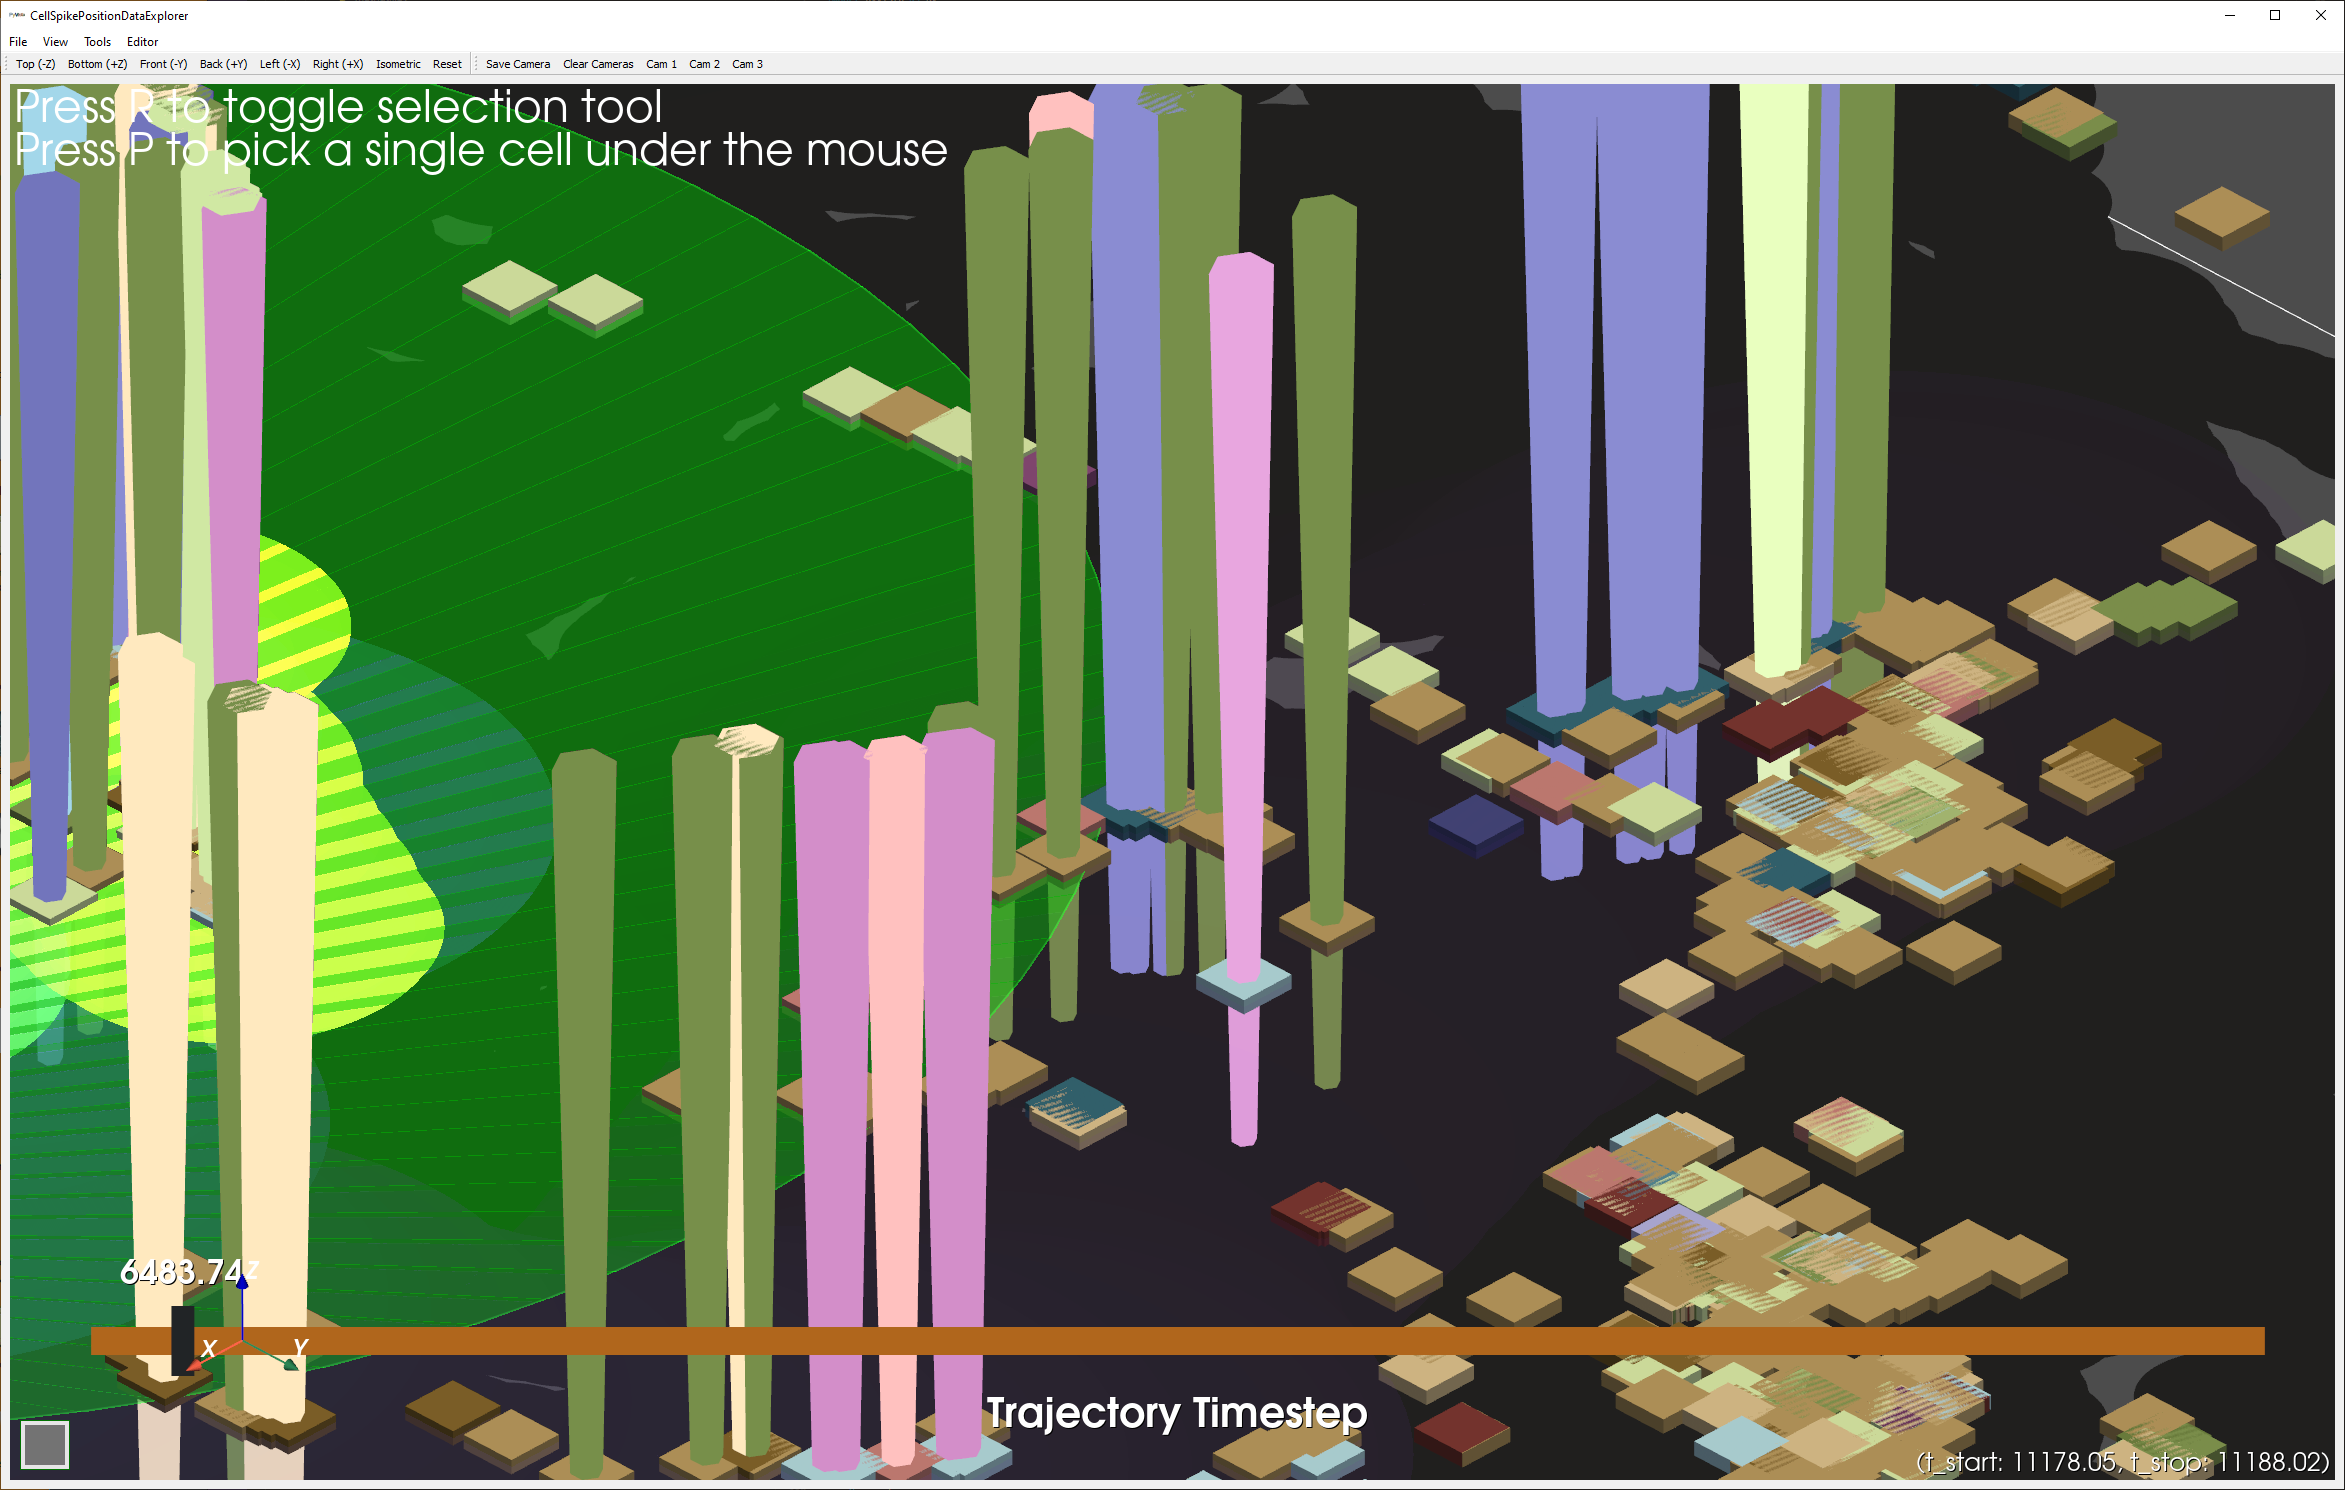 CellSpikePositionDataExplorer
File View Tools Editor
Top (-Z) Bottom (+Z) Front (-Y) Back (+Y) Left (-X) Right (+X) Isometric Reset Save Camera Clear Cameras Cam 1 Cam 2 Cam 3
Press R to toggle selection tool
Press P to pick a single cell under the mouse
6483.74
Z
X Y
Trajectory Timestep
(t_start: 11178.05, t_stop: 11188.02)